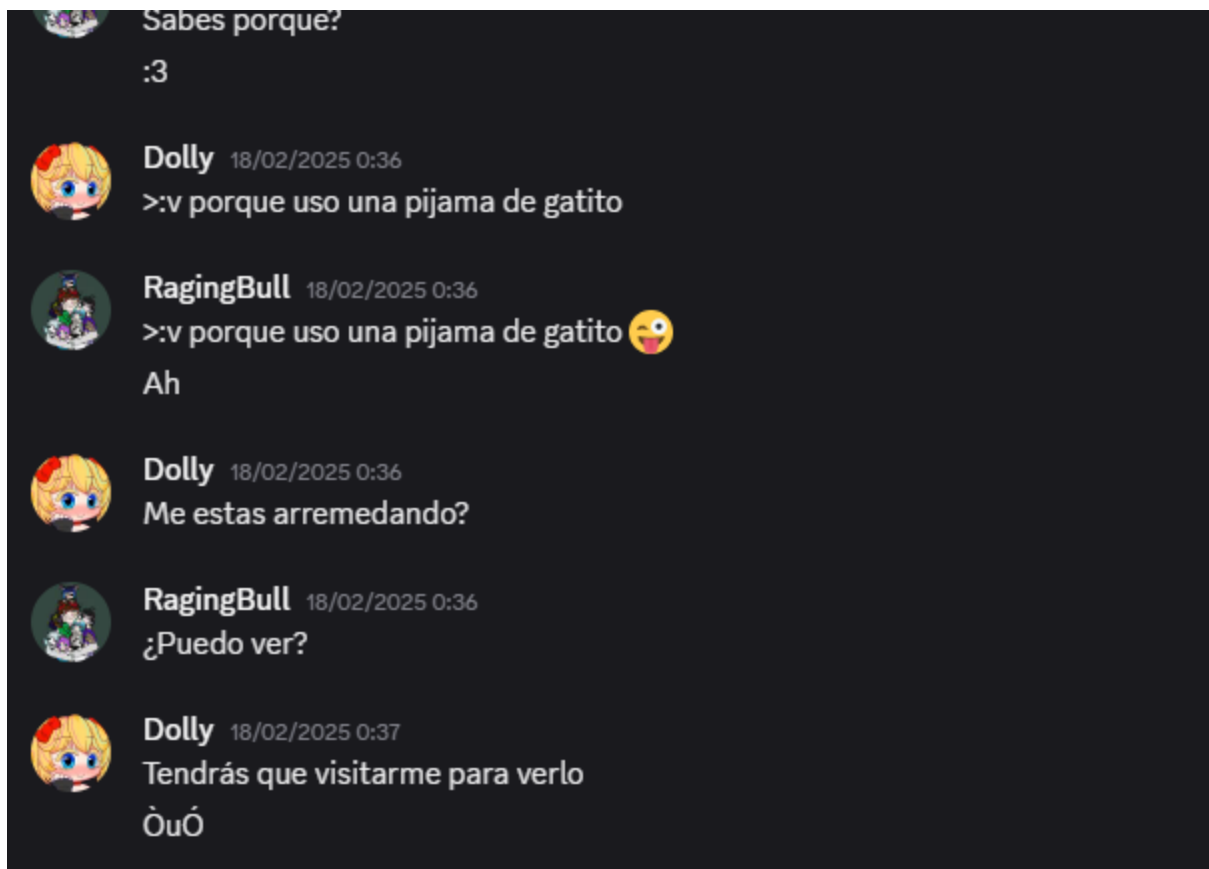 Sabes porque?
:3
Dolly 18/02/2025 0:36
>:v porque uso una pijama de gatito
RagingBull 18/02/2025 0:36
>:v porque uso una pijama de gatito 😜
Ah
Dolly 18/02/2025 0:36
Me estas arremedando?
RagingBull 18/02/2025 0:36
¿Puedo ver?
Dolly 18/02/2025 0:37
Tendrás que visitarme para verlo
ÒuÓ